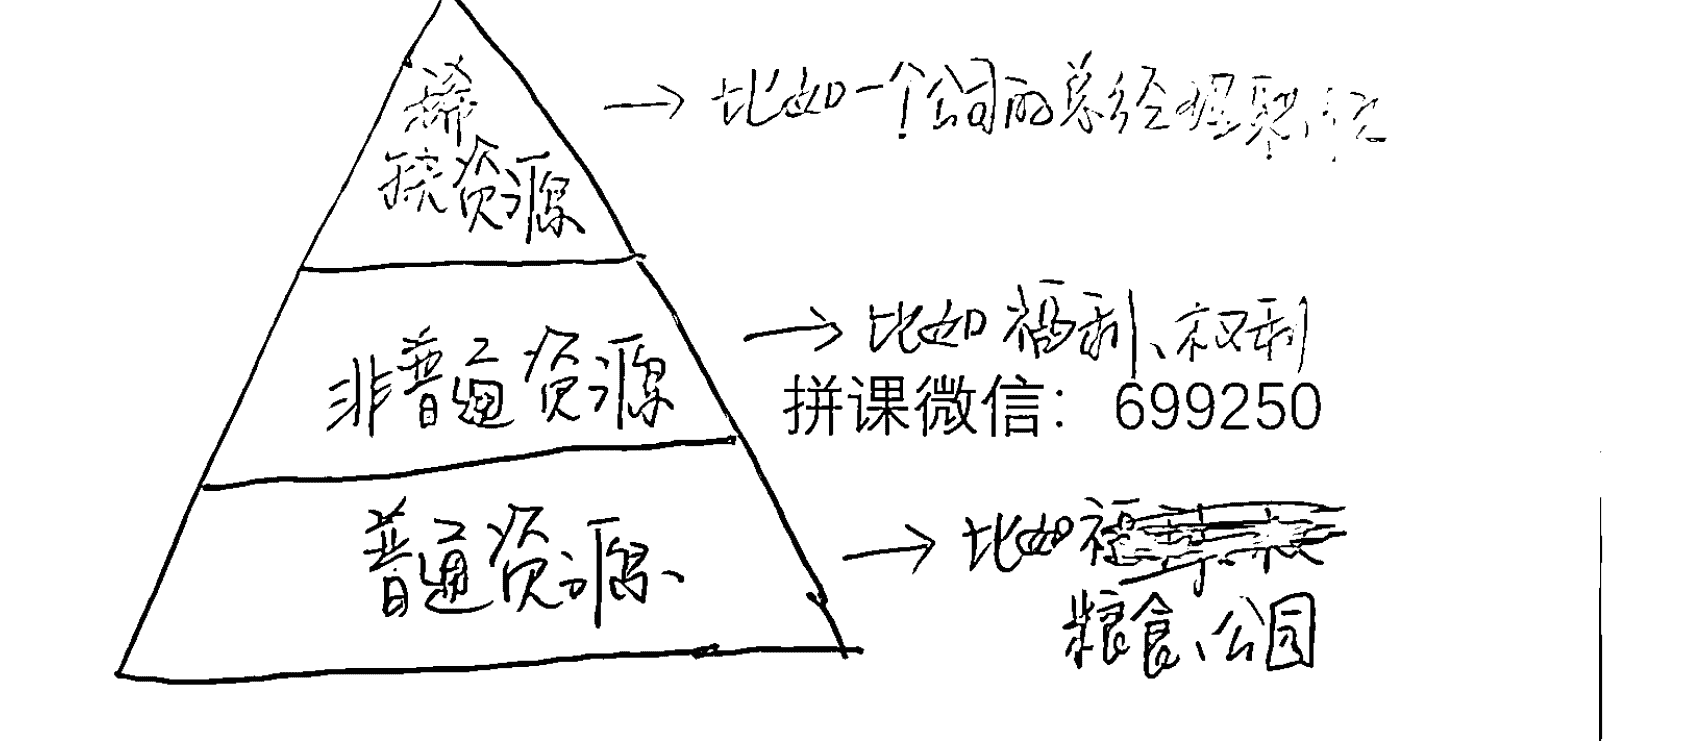 稀
缺资源 → 比如一个公司的总经理职位
非普通资源 → 比如福利、权利
拼课微信: 699250
普通资源、 → 比如福
粮食、公园